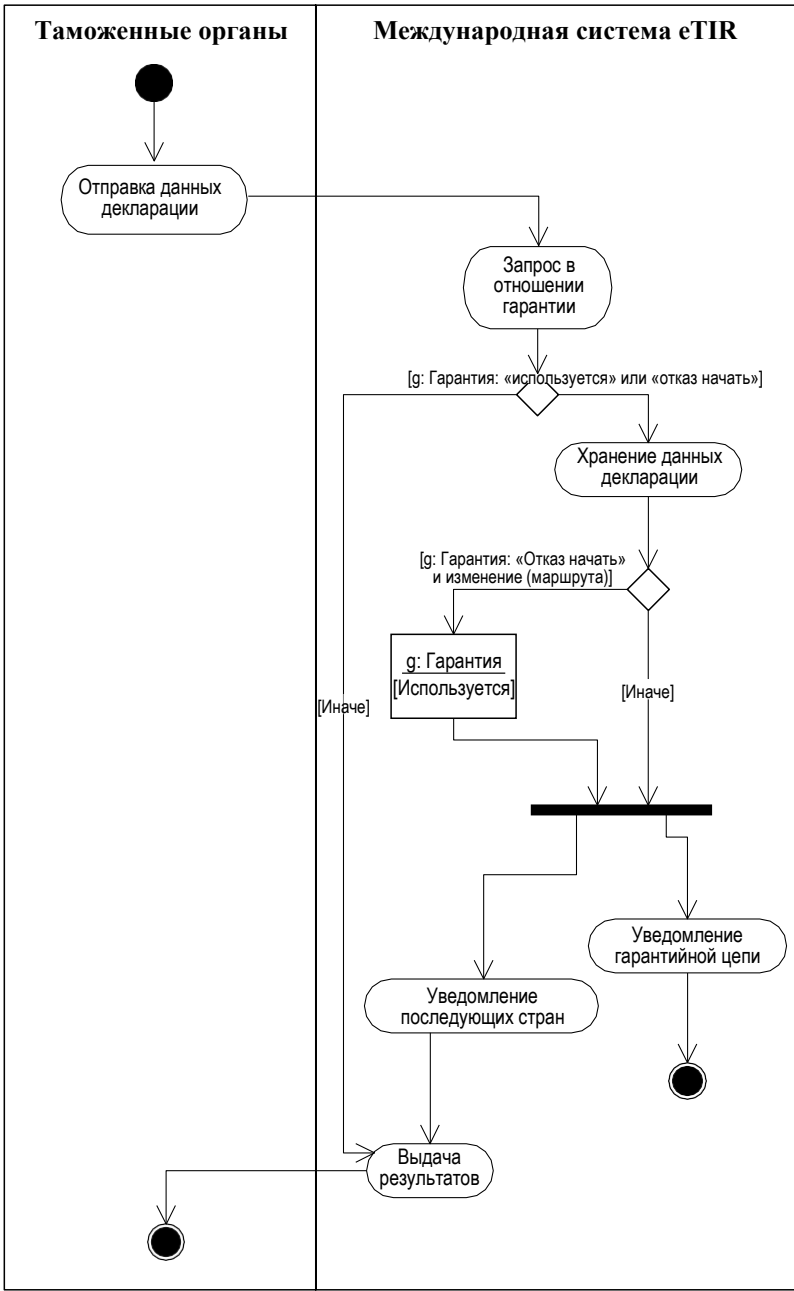 Таможенные органы
Международная система eTIR
Отправка данных
декларации
Запрос в
отношении
гарантии
[g: Гарантия: «используется» или «отказ начать»]
Хранение данных
декларации
[g: Гарантия: «Отказ начать»
и изменение (маршрута)]
g: Гарантия
[Используется]
[Иначе]
[Иначе]
Уведомление
гарантийной цепи
Уведомление
последующих стран
Выдача
результатов